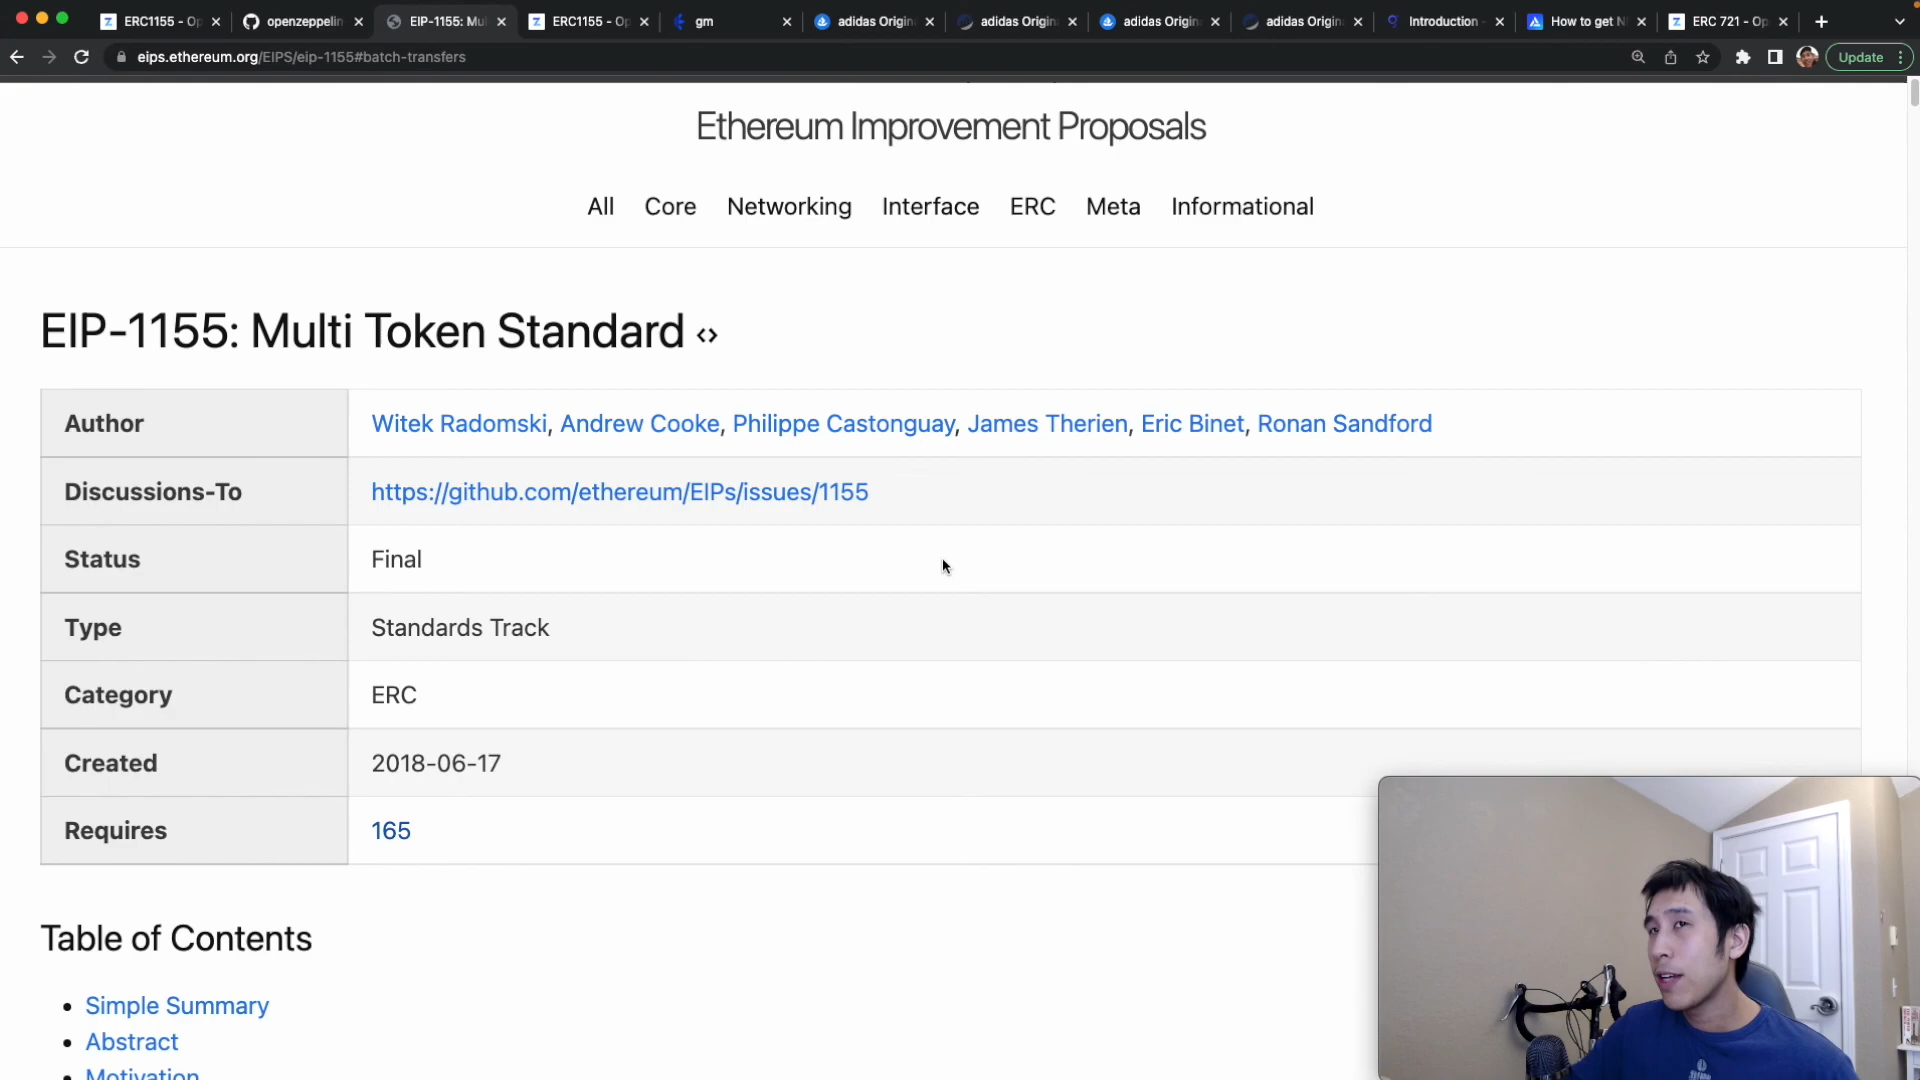 ERC1155 - Op
openzeppelin
EIP-1155: Mu
ERC1155 - Op
gm
adidas Origin
adidas Origin
adidas Origin
adidas Origin
Introduction -
How to get N
ERC 721 - Op
eips.ethereum.org/EIPS/eip-1155#batch-transfers
Update
Ethereum Improvement Proposals
All Core Networking Interface ERC Meta Informational
EIP-1155: Multi Token Standard <>
Author Witek Radomski, Andrew Cooke, Philippe Castonguay, James Therien, Eric Binet, Ronan Sandford
Discussions-To https://github.com/ethereum/EIPs/issues/1155
Status Final
Type Standards Track
Category ERC
Created 2018-06-17
Requires 165
Table of Contents
• Simple Summary
• Abstract
• Motivation